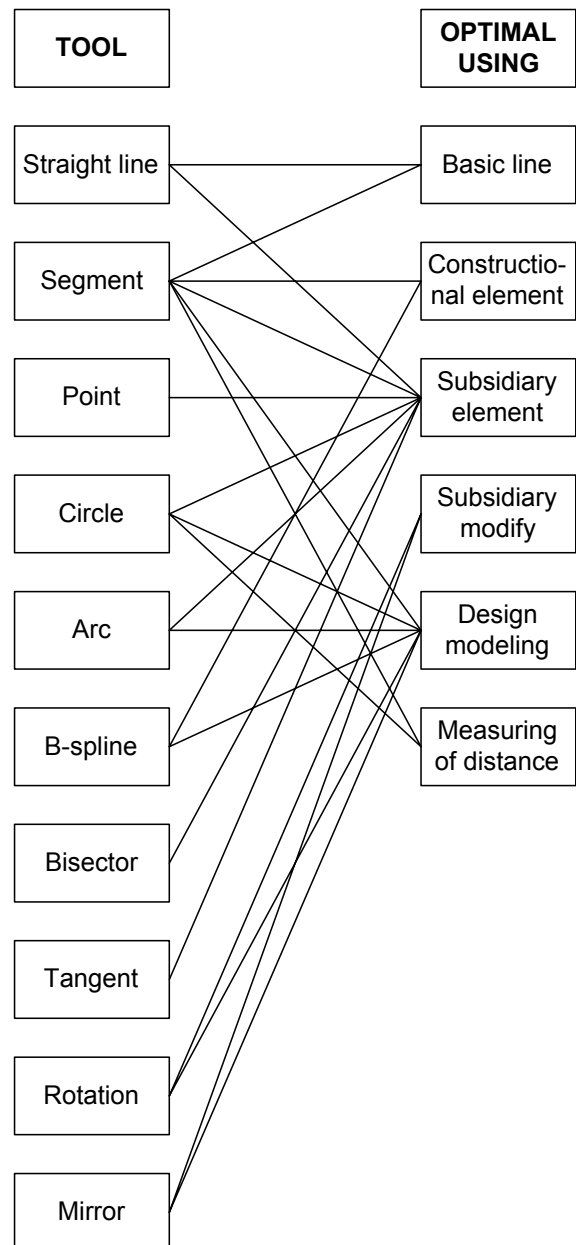 TOOL
OPTIMAL
USING
Straight line
Basic line
Segment
Constructio-
nal element
Point
Subsidiary
element
Circle
Subsidiary
modify
Arc
Design
modeling
B-spline
Measuring
of distance
Bisector
Tangent
Rotation
Mirror